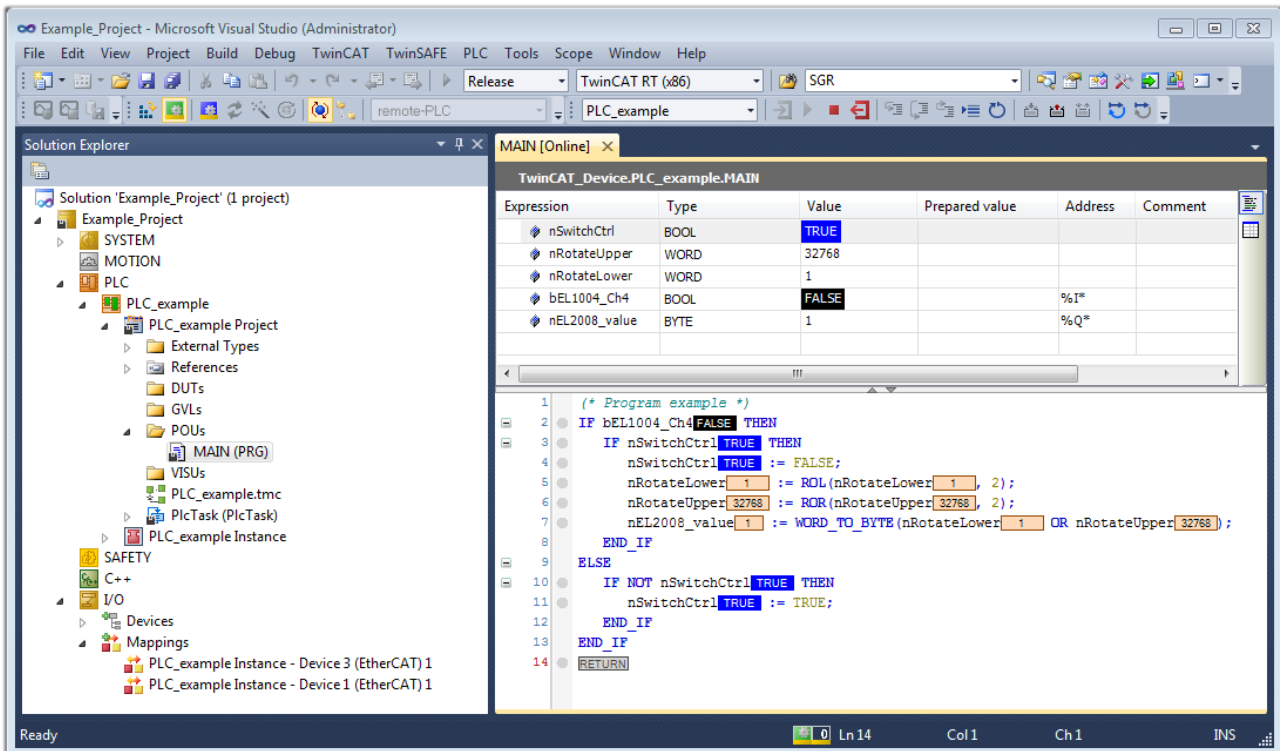 Example_Project - Microsoft Visual Studio (Administrator)
File Edit View Project Build Debug TwinCAT TwinSAFE PLC Tools Scope Window Help
Release TwinCAT RT (x86) SGR
remote-PLC PLC_example
Solution Explorer
Solution 'Example_Project' (1 project)
Example_Project
SYSTEM
MOTION
PLC
PLC_example
PLC_example Project
External Types
References
DUTs
GVLs
POUs
MAIN (PRG)
VISUs
PLC_example.tmc
PlcTask (PlcTask)
PLC_example Instance
SAFETY
C++
I/O
Devices
Mappings
PLC_example Instance - Device 3 (EtherCAT) 1
PLC_example Instance - Device 1 (EtherCAT) 1
MAIN [Online]
TwinCAT_Device.PLC_example.MAIN
Expression Type Value Prepared value Address Comment
nSwitchCtrl BOOL TRUE
nRotateUpper WORD 32768
nRotateLower WORD 1
bEL1004_Ch4 BOOL FALSE %I*
nEL2008_value BYTE 1 %Q*
1 (* Program example *)
2 IF bEL1004_Ch4 FALSE THEN
3 IF nSwitchCtrl TRUE THEN
4 nSwitchCtrl TRUE := FALSE;
5 nRotateLower 1 := ROL(nRotateLower 1 , 2);
6 nRotateUpper 32768 := ROR(nRotateUpper 32768 , 2);
7 nEL2008_value 1 := WORD_TO_BYTE(nRotateLower 1 OR nRotateUpper 32768 );
8 END_IF
9 ELSE
10 IF NOT nSwitchCtrl TRUE THEN
11 nSwitchCtrl TRUE := TRUE;
12 END_IF
13 END_IF
14 RETURN
Ready 0 Ln 14 Col 1 Ch 1 INS